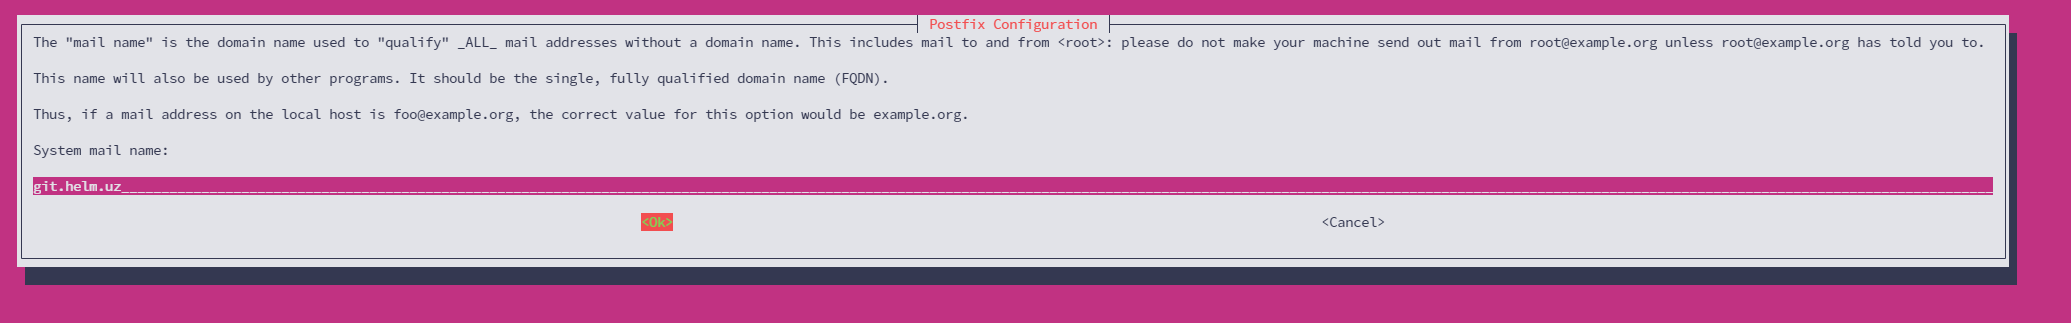 Postfix Configuration
The "mail name" is the domain name used to "qualify" _ALL_ mail addresses without a domain name. This includes mail to and from <root>: please do not make your machine send out mail from root@example.org unless root@example.org has told you to.
This name will also be used by other programs. It should be the single, fully qualified domain name (FQDN).
Thus, if a mail address on the local host is foo@example.org, the correct value for this option would be example.org.
System mail name:
git.helm.uz
<Ok> <Cancel>